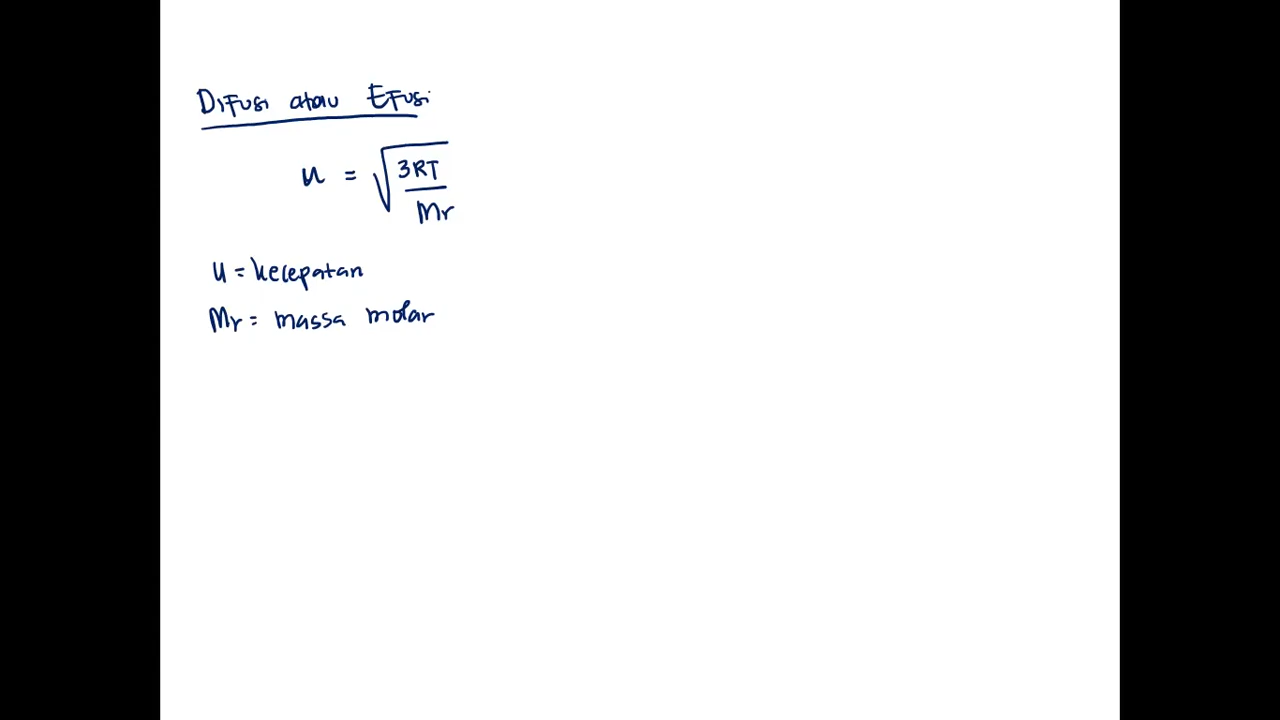 Difusi atau Efusi
u = √(3RT/Mr)
u = kecepatan
Mr = massa molar